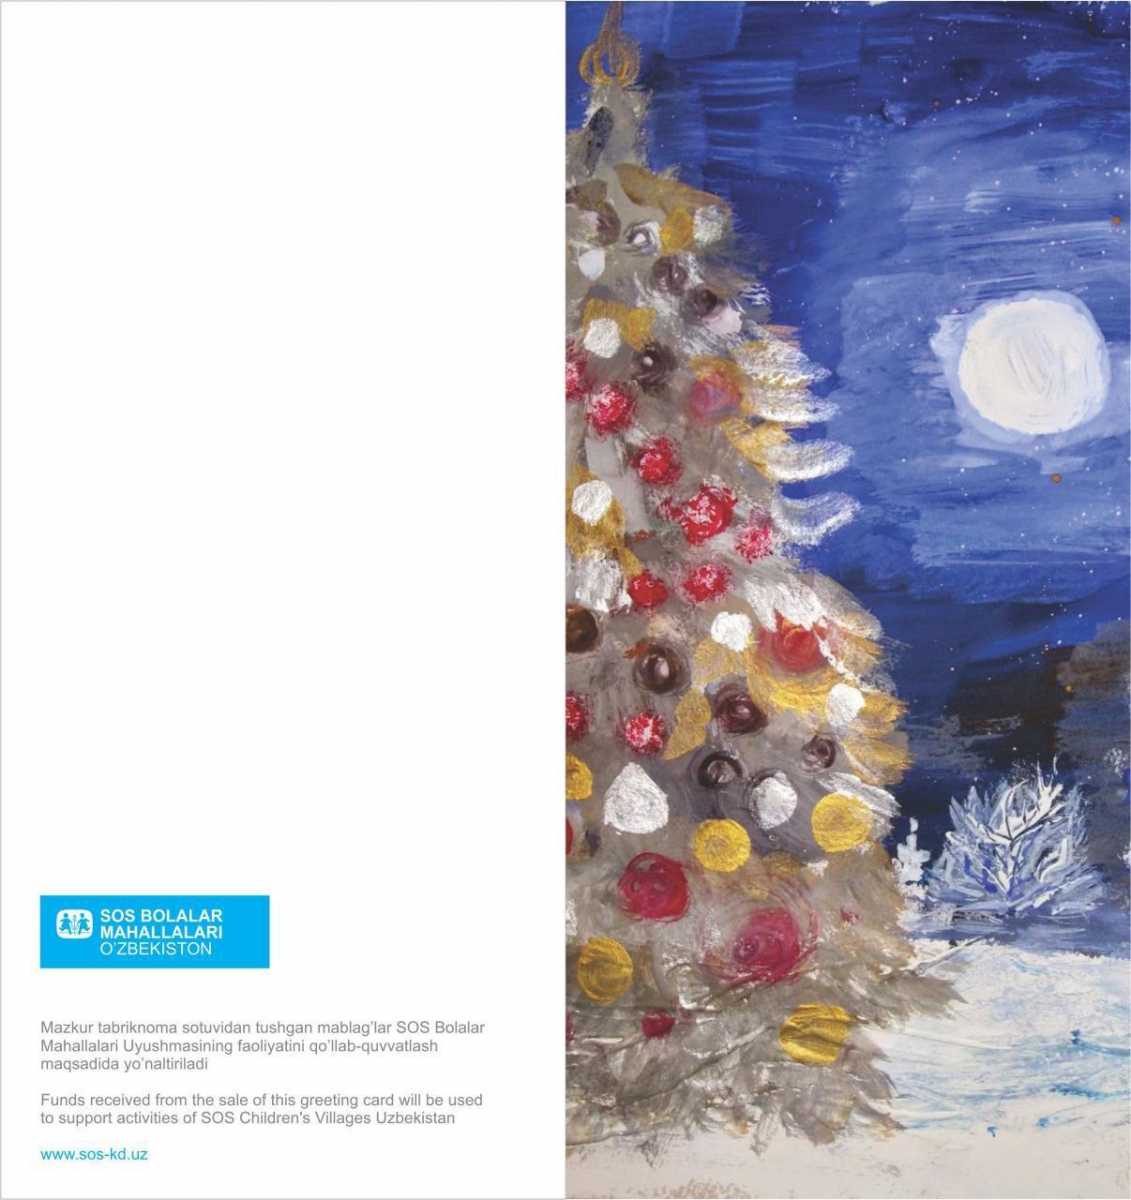 SOS BOLALAR
MAHALLALARI
O'ZBEKISTON
Mazkur tabriknoma sotuvidan tushgan mablag'lar SOS Bolalar
Mahallalari Uyushmasining faoliyatini qo'llab-quvvatlash
maqsadida yo'naltiriladi
Funds received from the sale of this greeting card will be used
to support activities of SOS Children's Villages Uzbekistan
www.sos-kd.uz